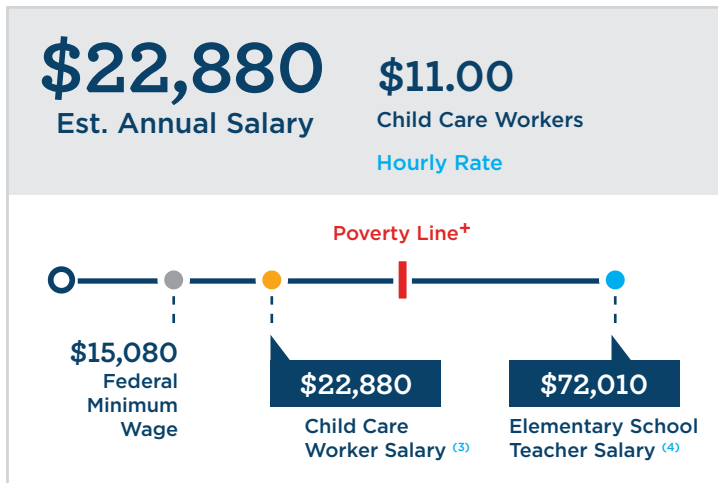 $22,880
Est. Annual Salary
$11.00
Child Care Workers
Hourly Rate
Poverty Line+
$15,080
Federal
Minimum
Wage
$22,880
Child Care
Worker Salary (3)
$72,010
Elementary School
Teacher Salary (4)